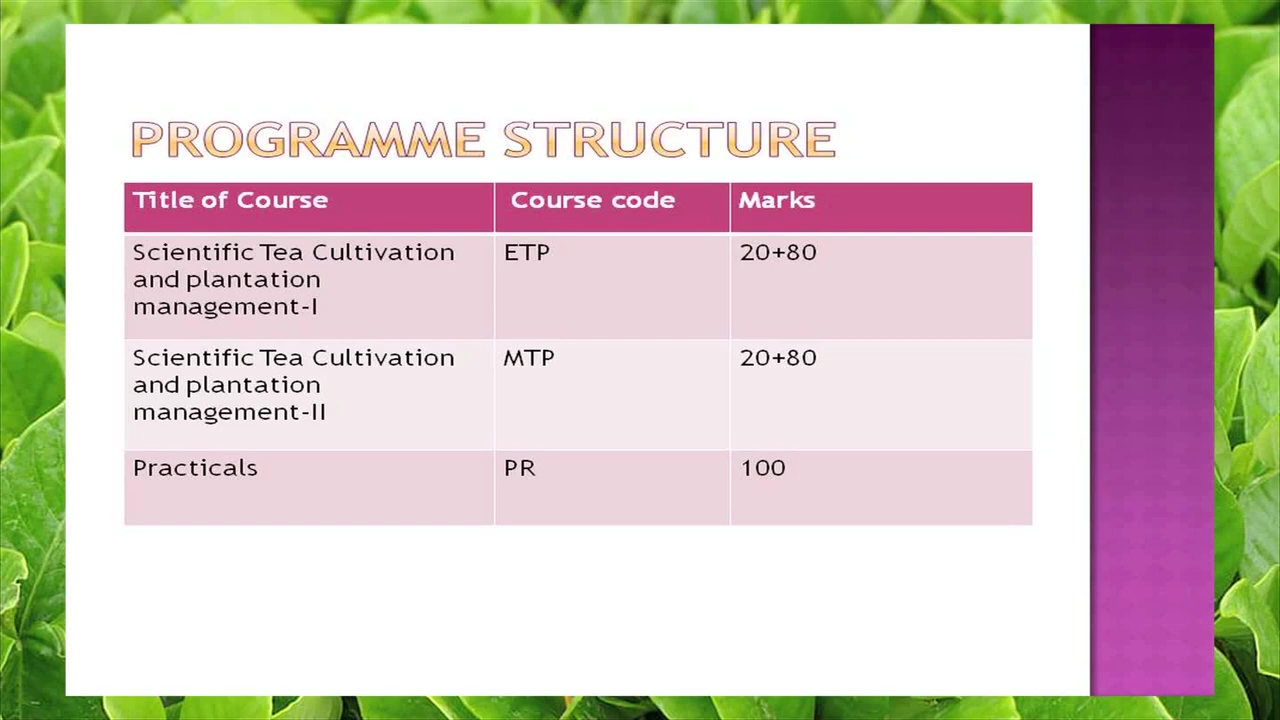 PROGRAMME STRUCTURE
Title of Course Course code Marks
Scientific Tea Cultivation ETP 20+80
and plantation
management-I
Scientific Tea Cultivation MTP 20+80
and plantation
management-II
Practicals PR 100